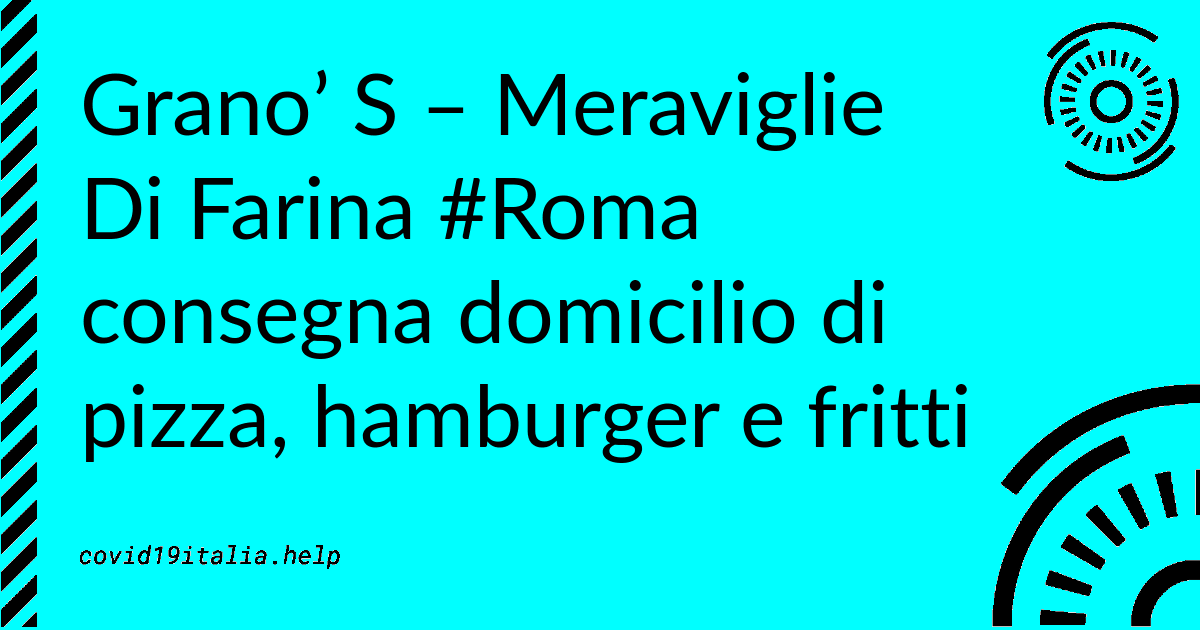 Grano’ S – Meraviglie
Di Farina #Roma
consegna domicilio di
pizza, hamburger e fritti
covid19italia.help